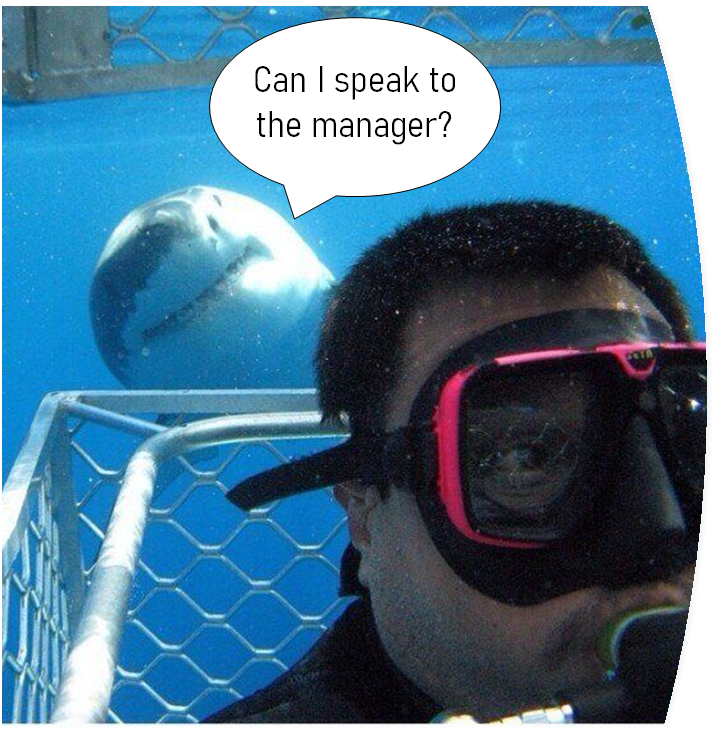 Can I speak to
the manager?